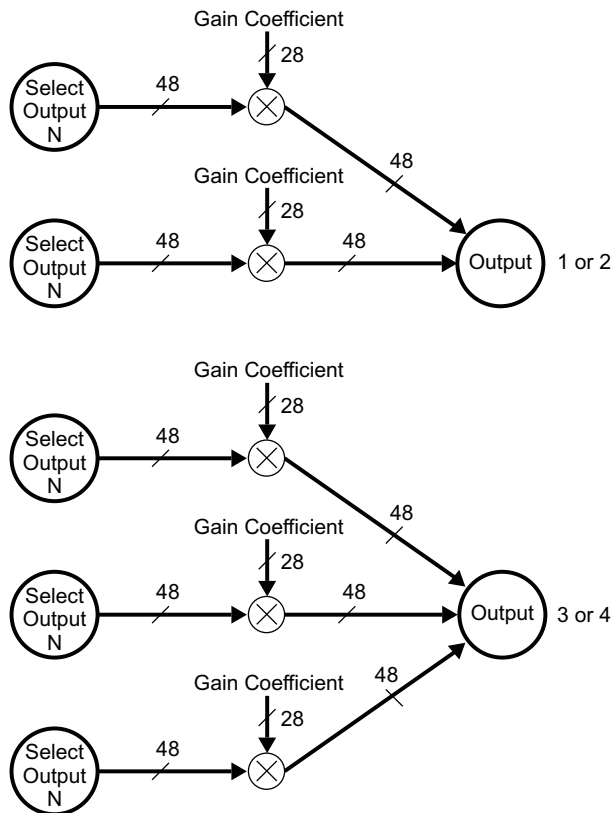 Gain Coefficient
28
Select
Output
N
48
48
Gain Coefficient
28
Select
Output
N
48
48
Output
1 or 2
Gain Coefficient
28
Select
Output
N
48
48
Gain Coefficient
28
Select
Output
N
48
48
Output
3 or 4
Gain Coefficient
28
Select
Output
N
48
48